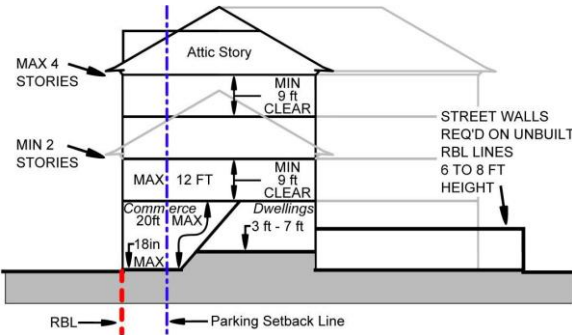 Attic Story
MAX 4
STORIES
MIN
9 ft
CLEAR
STREET WALLS
REQ'D ON UNBUILT
RBL LINES
6 TO 8 FT
HEIGHT
MIN 2
STORIES
MAX 12 FT
MIN
9 ft
CLEAR
Commerce
20ft MAX
Dwellings
3 ft - 7 ft
18in
MAX
RBL
Parking Setback Line